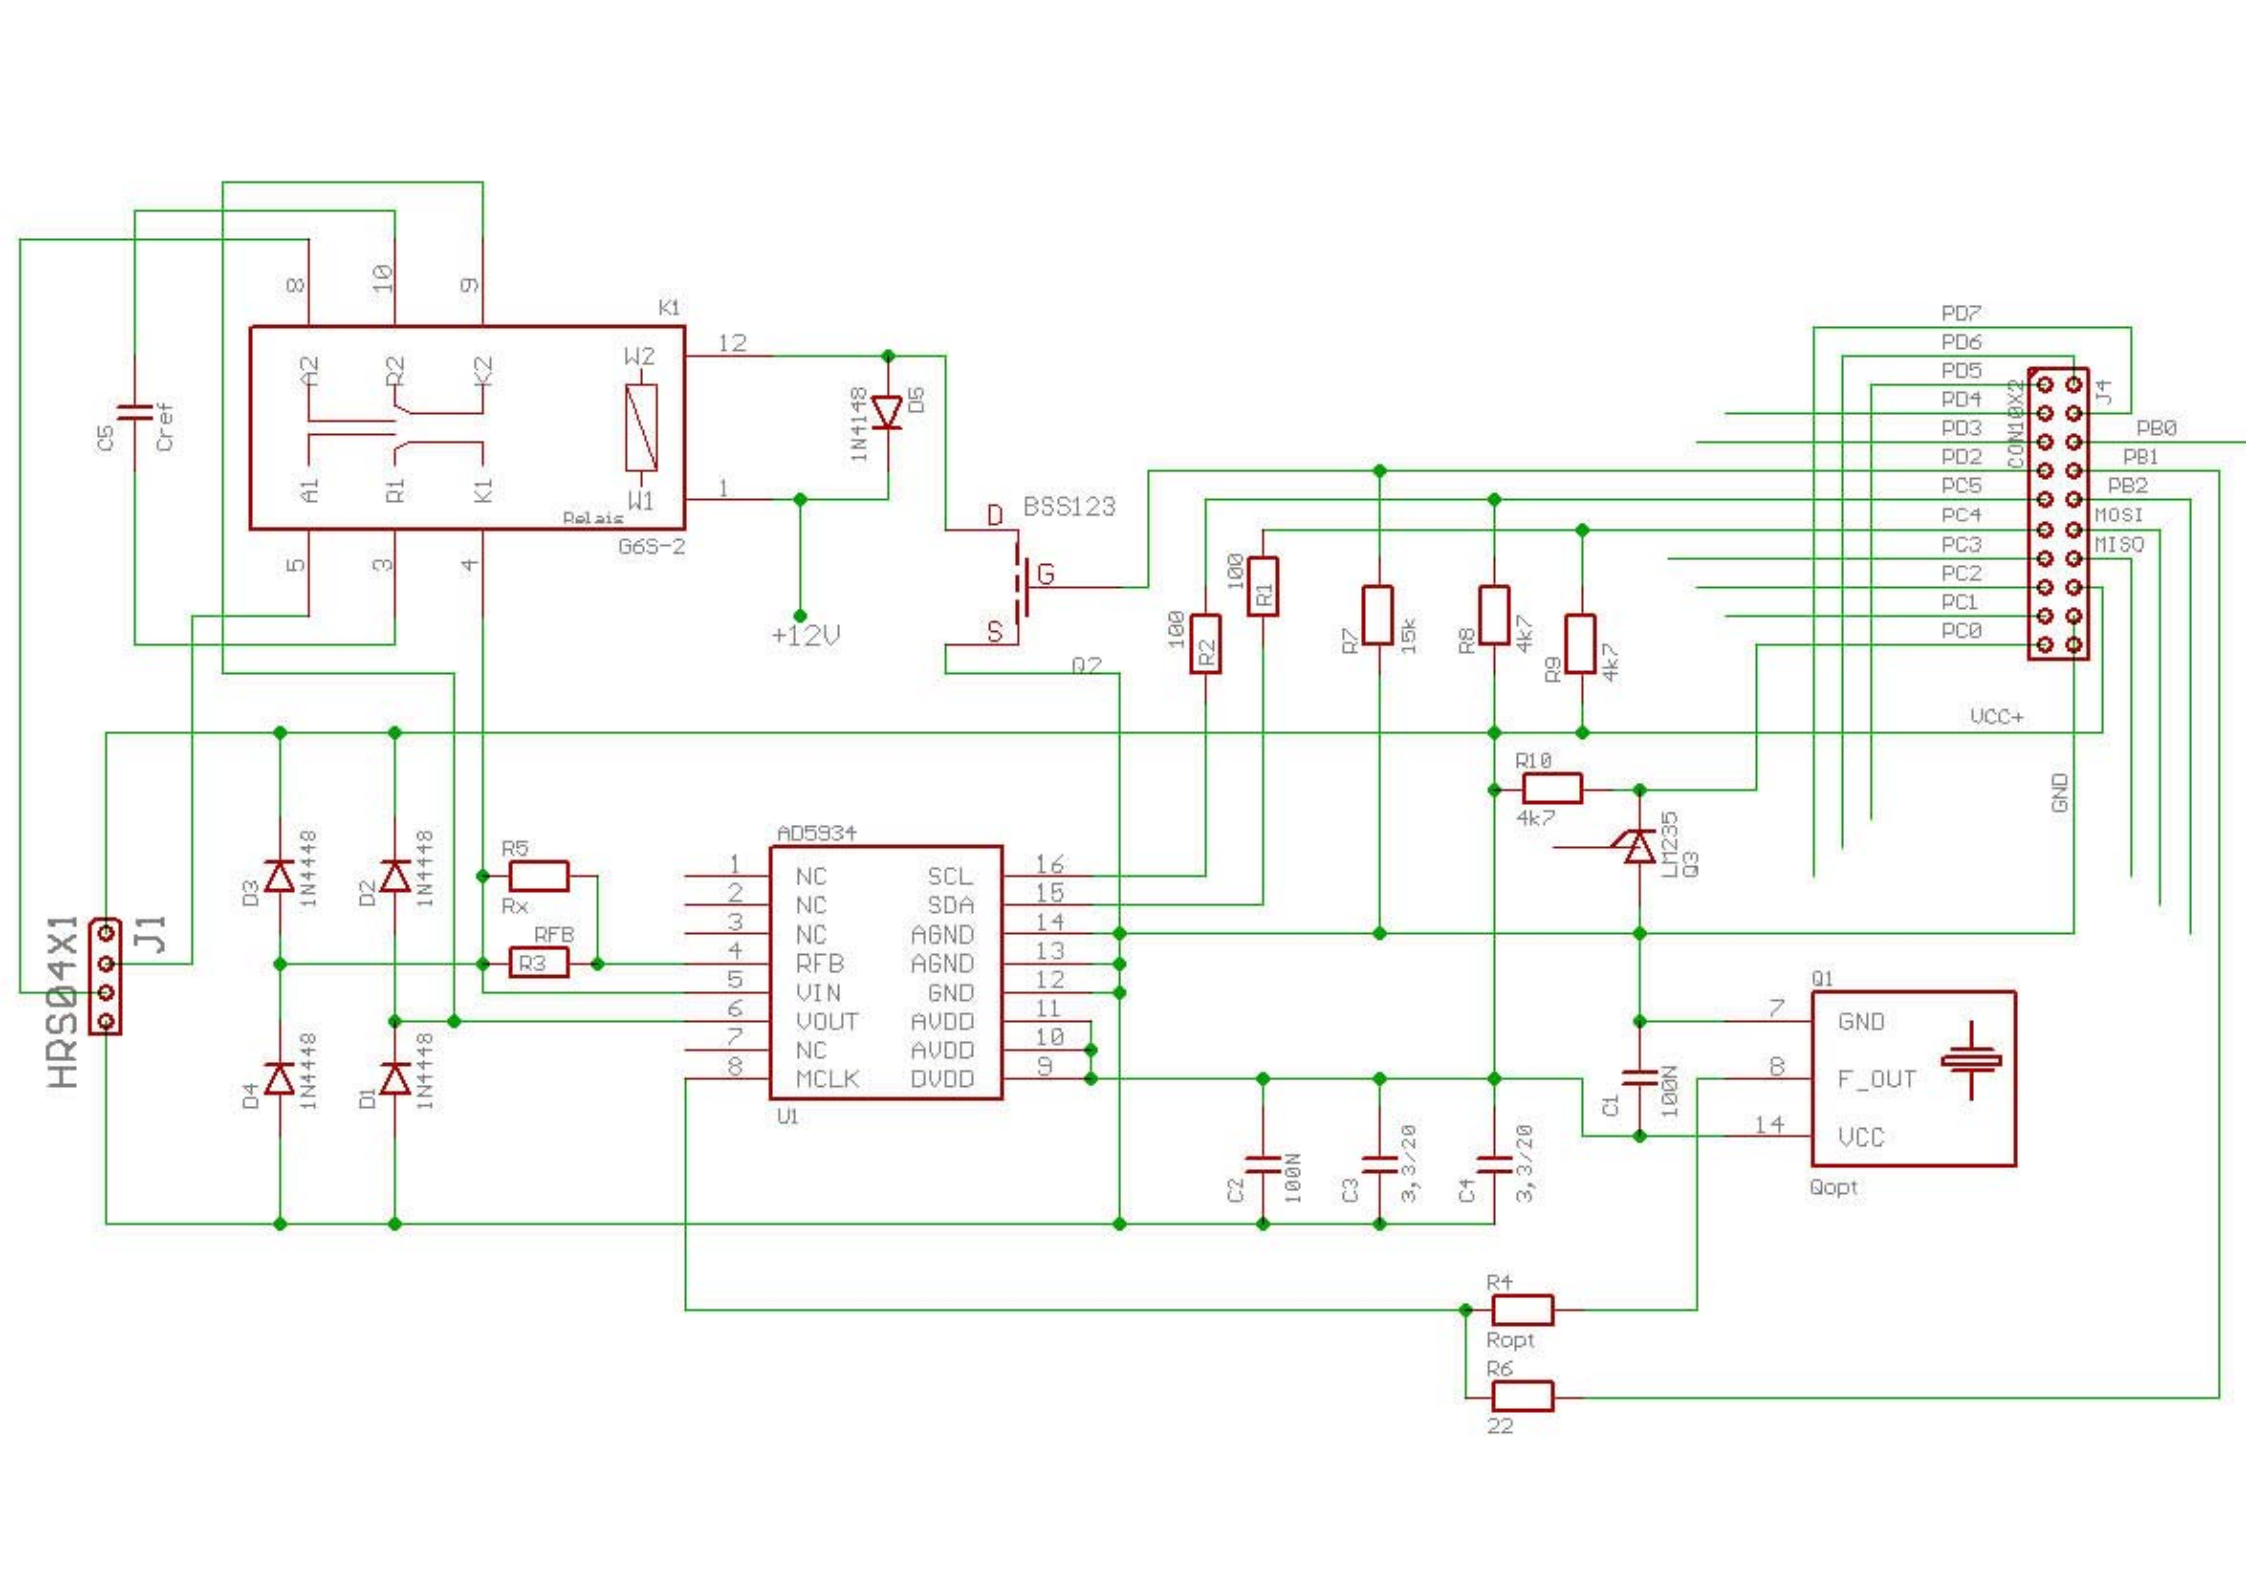 8
10
9
K1
A2
R2
K2
W2
12
A1
R1
K1
W1
1
Relais
G6S-2
5
3
4
C5
Cref
1N4148
D5
+12V
D
BSS123
G
S
Q2
100
R2
100
R1
R7
15k
R8
4k7
R9
4k7
PD7
PD6
PD5
PD4
PD3
PD2
PC5
PC4
PC3
PC2
PC1
PC0
CON10X2
J4
PB0
PB1
PB2
MOSI
MISO
VCC+
GND
R10
4k7
LM235
Q3
D3
1N4448
D2
1N4448
R5
Rx
RFB
R3
HRS04X1
J1
D4
1N4448
D1
1N4448
AD5934
1 NC SCL 16
2 NC SDA 15
3 NC AGND 14
4 RFB AGND 13
5 VIN GND 12
6 VOUT AVDD 11
7 NC AVDD 10
8 MCLK DVDD 9
U1
C2
100N
C3
3,3/20
C4
3,3/20
C1
100N
Q1
7 GND
8 F_OUT
14 VCC
Qopt
R4
Ropt
R6
22